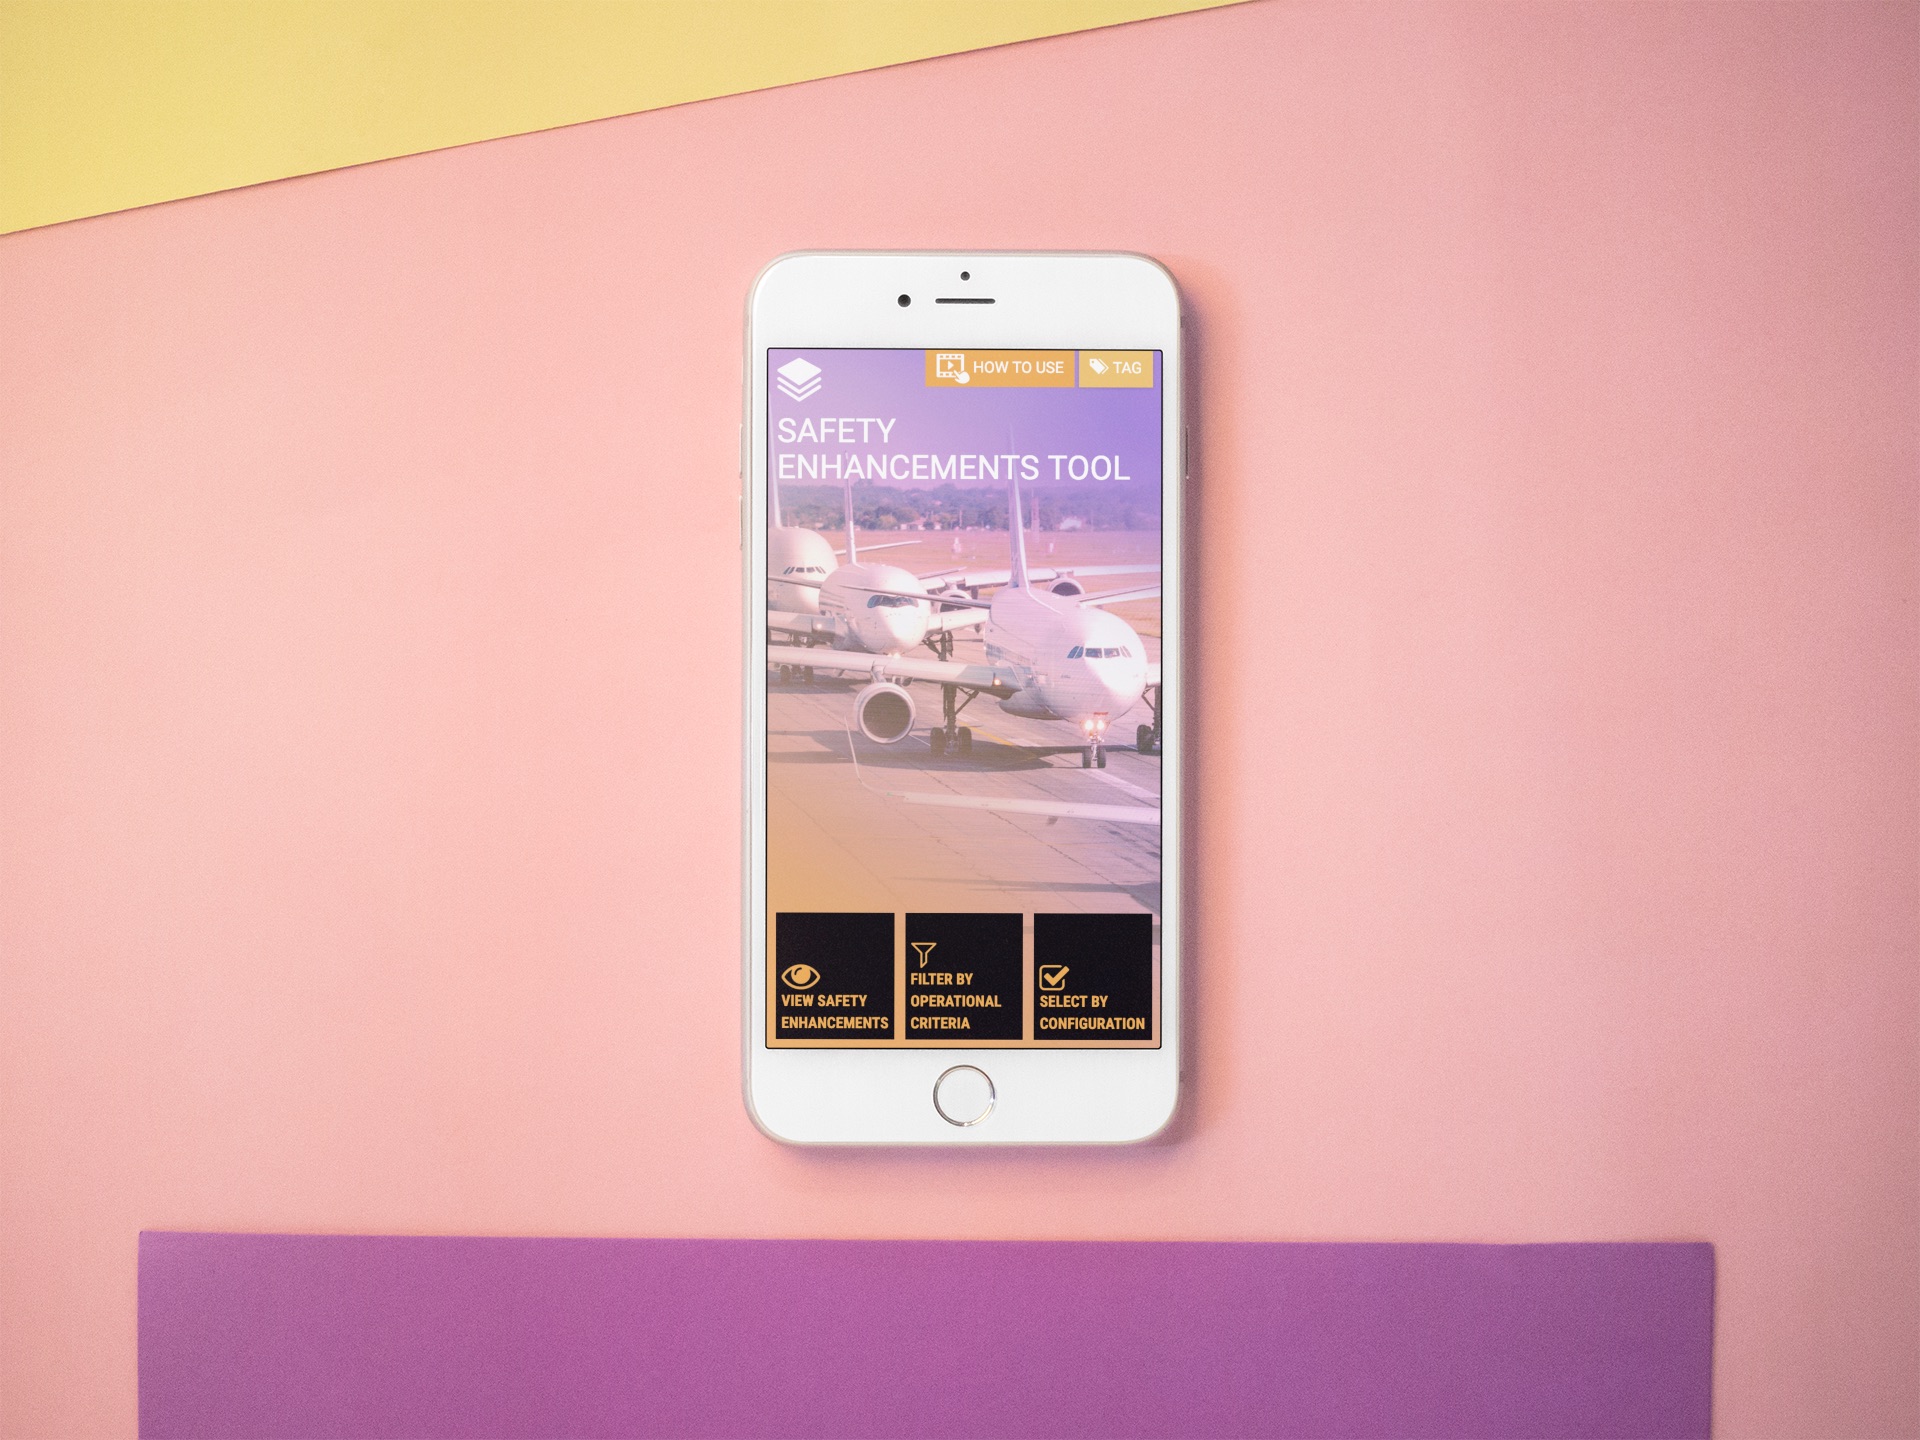 HOW TO USE
TAG
SAFETY
ENHANCEMENTS TOOL
VIEW SAFETY
ENHANCEMENTS
FILTER BY
OPERATIONAL
CRITERIA
SELECT BY
CONFIGURATION